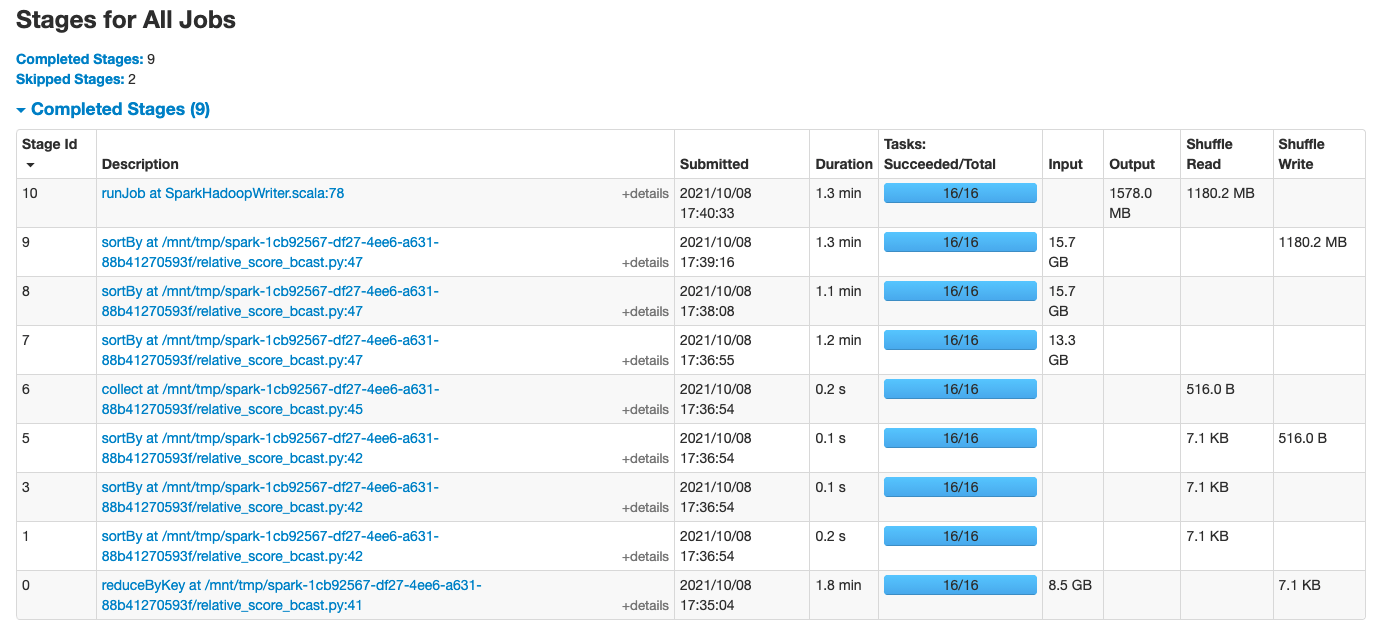 Stages for All Jobs
Completed Stages: 9
Skipped Stages: 2
Completed Stages (9)
Stage Id Description Submitted Duration Tasks: Succeeded/Total Input Output Shuffle Read Shuffle Write
10 runJob at SparkHadoopWriter.scala:78 +details 2021/10/08 1.3 min 16/16 1578.0 1180.2 MB
17:40:33 MB
9 sortBy at /mnt/tmp/spark-1cb92567-df27-4ee6-a631- 2021/10/08 1.3 min 16/16 15.7 1180.2 MB
88b41270593f/relative_score_bcast.py:47 +details 17:39:16 GB
8 sortBy at /mnt/tmp/spark-1cb92567-df27-4ee6-a631- 2021/10/08 1.1 min 16/16 15.7
88b41270593f/relative_score_bcast.py:47 +details 17:38:08 GB
7 sortBy at /mnt/tmp/spark-1cb92567-df27-4ee6-a631- 2021/10/08 1.2 min 16/16 13.3
88b41270593f/relative_score_bcast.py:47 +details 17:36:55 GB
6 collect at /mnt/tmp/spark-1cb92567-df27-4ee6-a631- 2021/10/08 0.2 s 16/16 516.0 B
88b41270593f/relative_score_bcast.py:45 +details 17:36:54
5 sortBy at /mnt/tmp/spark-1cb92567-df27-4ee6-a631- 2021/10/08 0.1 s 16/16 7.1 KB 516.0 B
88b41270593f/relative_score_bcast.py:42 +details 17:36:54
3 sortBy at /mnt/tmp/spark-1cb92567-df27-4ee6-a631- 2021/10/08 0.1 s 16/16 7.1 KB
88b41270593f/relative_score_bcast.py:42 +details 17:36:54
1 sortBy at /mnt/tmp/spark-1cb92567-df27-4ee6-a631- 2021/10/08 0.2 s 16/16 7.1 KB
88b41270593f/relative_score_bcast.py:42 +details 17:36:54
0 reduceByKey at /mnt/tmp/spark-1cb92567-df27-4ee6-a631- 2021/10/08 1.8 min 16/16 8.5 GB 7.1 KB
88b41270593f/relative_score_bcast.py:41 +details 17:35:04